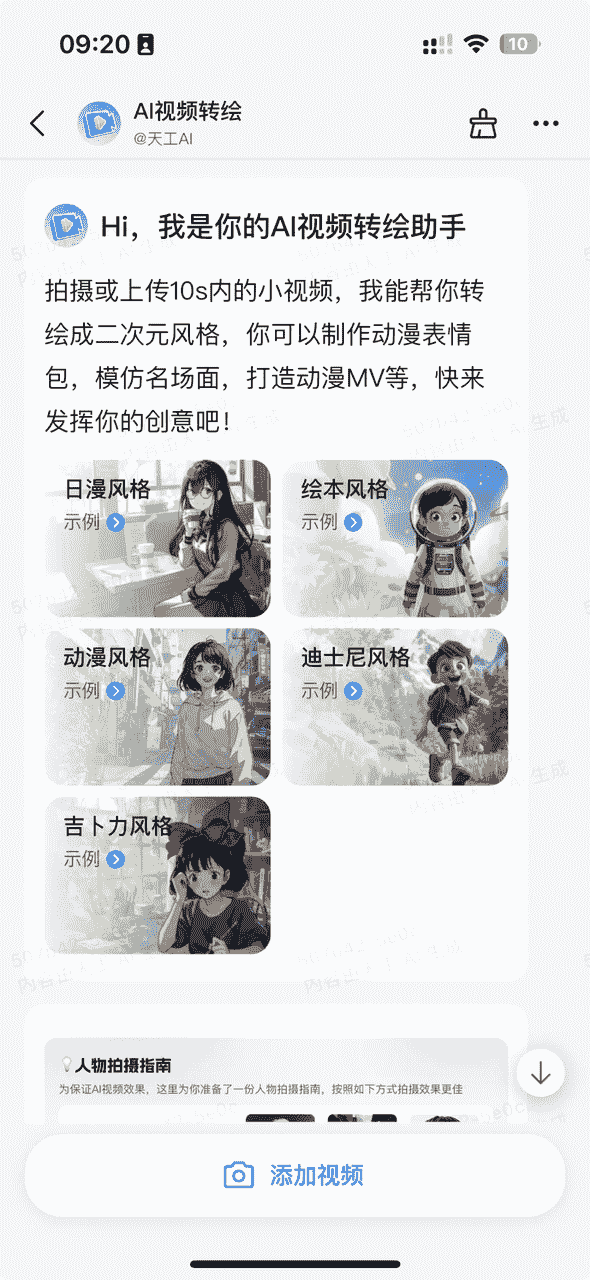 09:20
10
AI视频转绘
@天工AI
Hi，我是你的AI视频转绘助手
拍摄或上传10s内的小视频，我能帮你转
绘成二次元风格，你可以制作动漫表情
包，模仿名场面，打造动漫MV等，快来
发挥你的创意吧！
日漫风格
示例
绘本风格
示例
动漫风格
示例
迪士尼风格
示例
吉卜力风格
示例
人物拍摄指南
为保证AI视频效果，这里为你准备了一份人物拍摄指南，按照如下方式拍摄效果更佳
添加视频